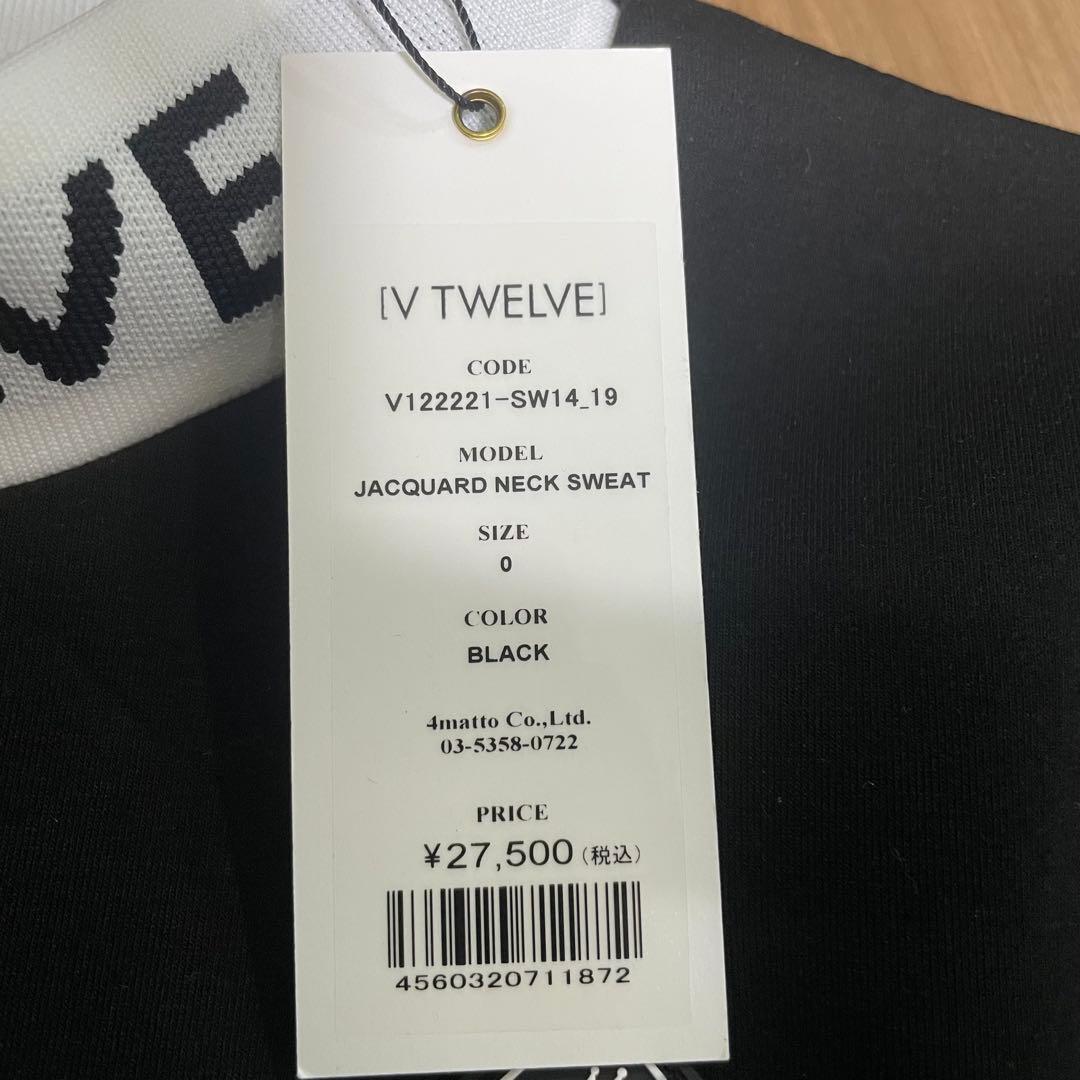 VE
[V TWELVE]
CODE
V122221-SW14_19
MODEL
JACQUARD NECK SWEAT
SIZE
0
COLOR
BLACK
4matto Co.,Ltd.
03-5358-0722
PRICE
¥27,500(税込)
4560320711872